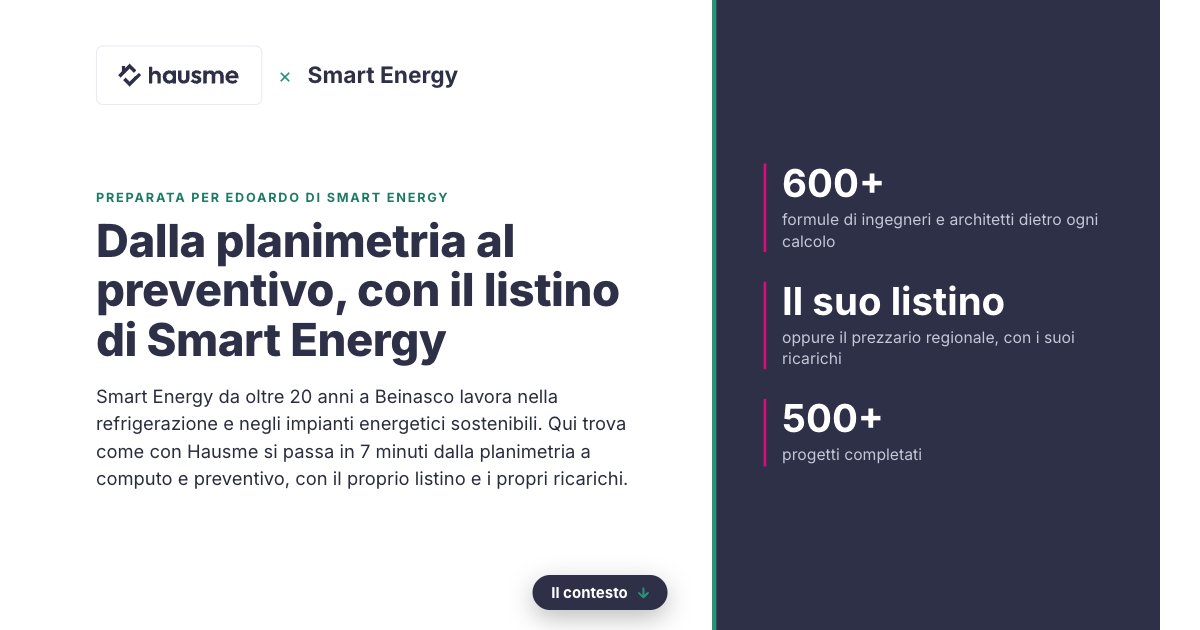 hausme × Smart Energy
PREPARATA PER EDOARDO DI SMART ENERGY
Dalla planimetria al
preventivo, con il listino
di Smart Energy
Smart Energy da oltre 20 anni a Beinasco lavora nella
refrigerazione e negli impianti energetici sostenibili. Qui trova
come con Hausme si passa in 7 minuti dalla planimetria a
computo e preventivo, con il proprio listino e i propri ricarichi.
Il contesto ↓
600+
formule di ingegneri e architetti dietro ogni
calcolo
Il suo listino
oppure il prezzario regionale, con i suoi
ricarichi
500+
progetti completati